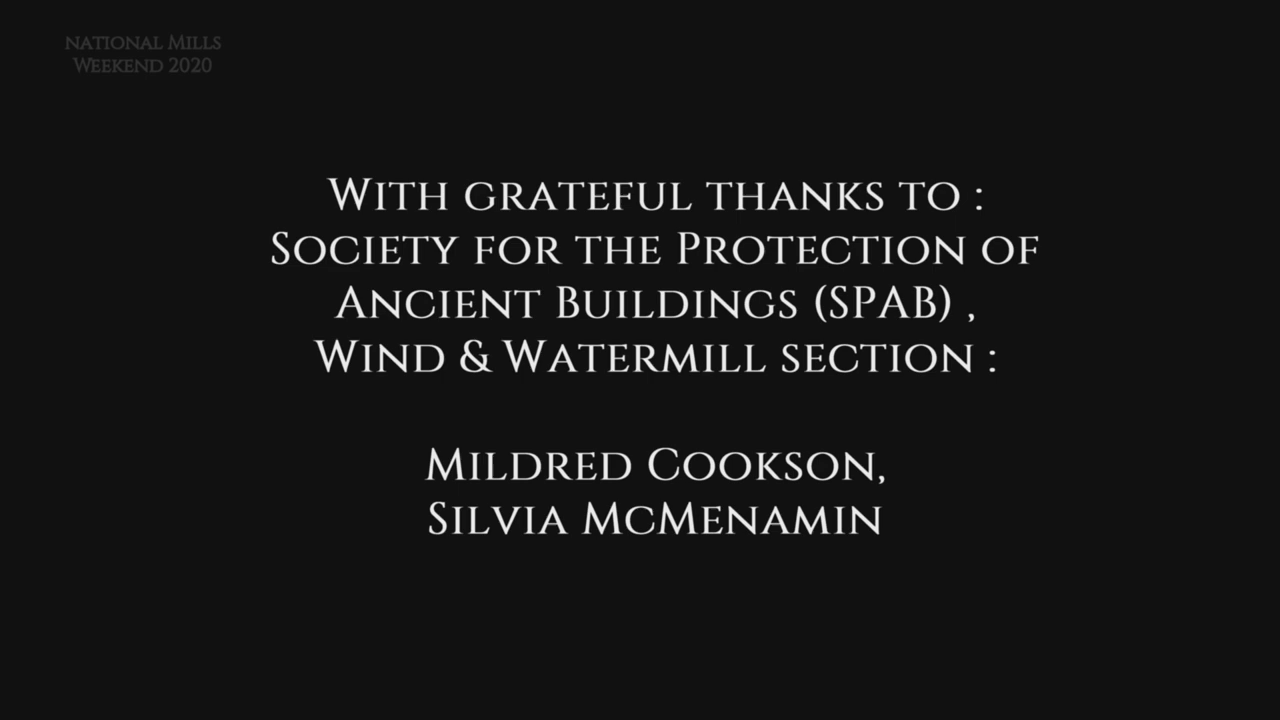 National Mills
Weekend 2020
With grateful thanks to :
Society for the Protection of
Ancient Buildings (SPAB) ,
Wind & Watermill section :
Mildred Cookson,
Silvia McMenamin